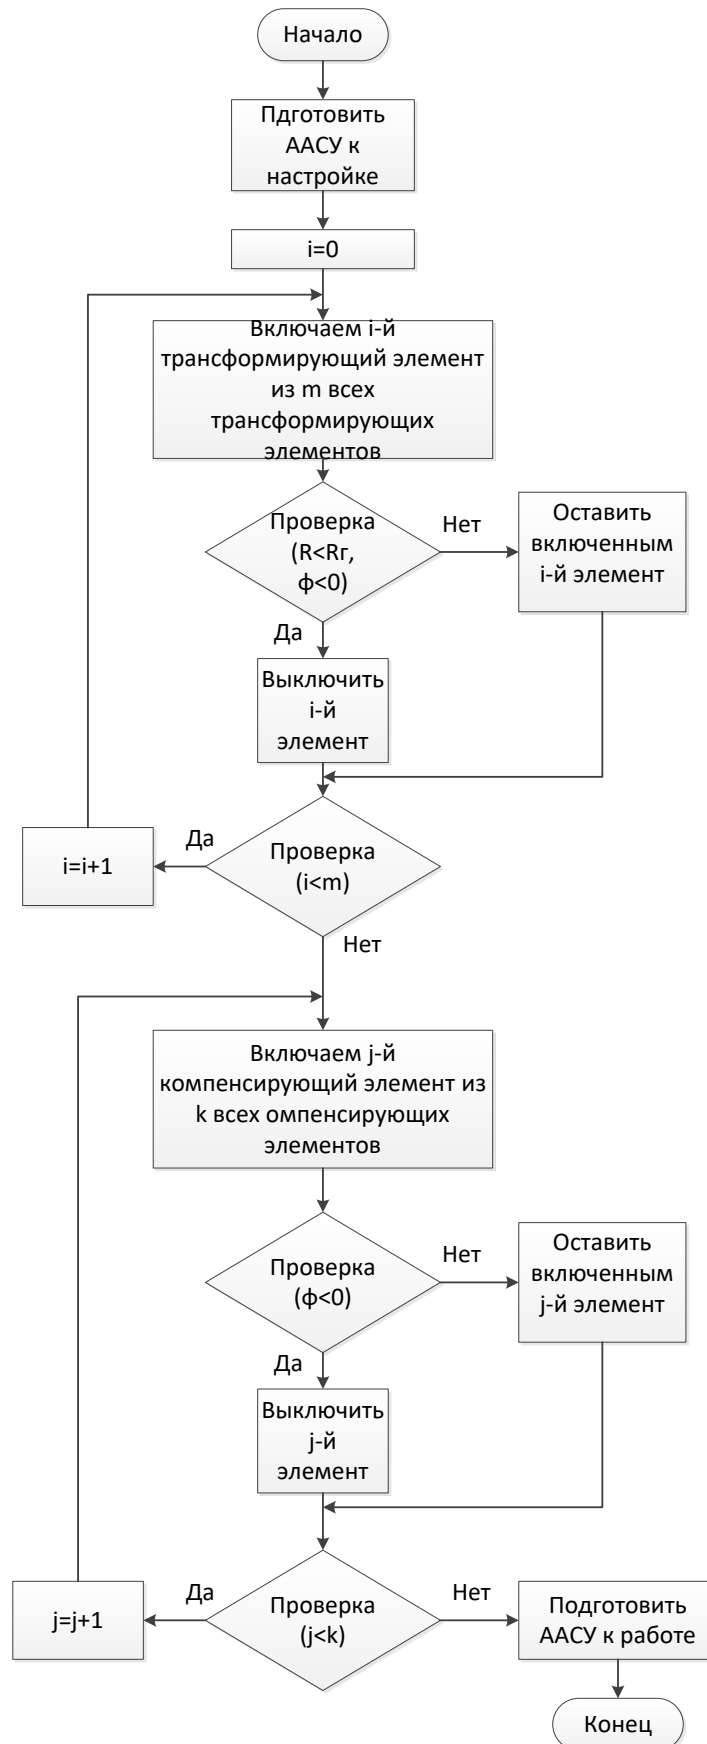 Начало
Пдготовить
ААСУ к
настройке
i=0
Включаем i-й
трансформирующий элемент
из m всех
трансформирующих
элементов
Проверка
(R<Rг,
ф<0)
Нет
Оставить
включенным
i-й элемент
Да
Выключить
i-й
элемент
Да
i=i+1
Проверка
(i<m)
Нет
Включаем j-й
компенсирующий элемент из
k всех омпенсирующих
элементов
Проверка
(ф<0)
Нет
Оставить
включенным
j-й элемент
Да
Выключить
j-й
элемент
j=j+1
Да
Проверка
(j<k)
Нет
Подготовить
ААСУ к работе
Конец